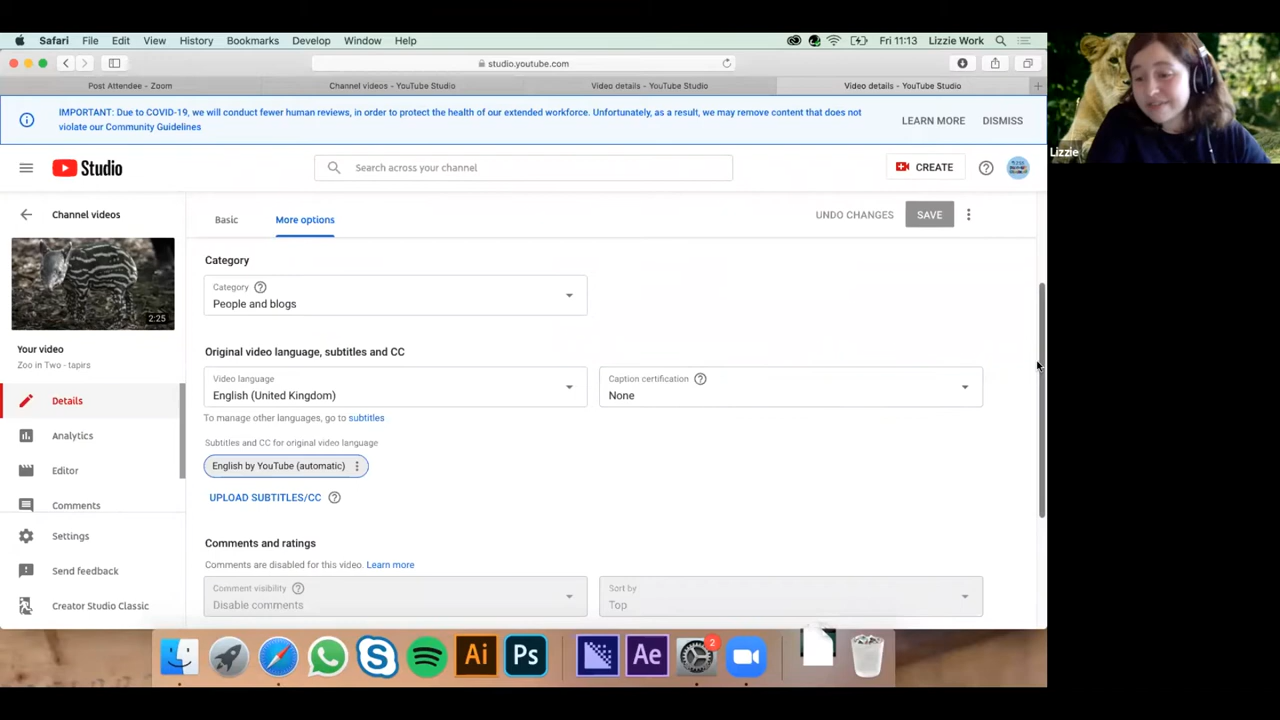 Safari File Edit View History Bookmarks Develop Window Help Fri 11:13 Lizzie Work
studio.youtube.com
Post Attendee - Zoom Channel videos - YouTube Studio Video details - YouTube Studio Video details - YouTube Studio
IMPORTANT: Due to COVID-19, we will conduct fewer human reviews, in order to protect the health of our extended workforce. Unfortunately, as a result, we may remove content that does
not violate our Community Guidelines
LEARN MORE DISMISS
Lizzie
Studio
Search across your channel
CREATE
Channel videos
Basic More options
UNDO CHANGES SAVE
2:25
Your video
Zoo in Two - tapirs
Details
Analytics
Editor
Comments
Settings
Send feedback
Creator Studio Classic
Category
Category
People and blogs
Original video language, subtitles and CC
Video language
English (United Kingdom)
Caption certification
None
To manage other languages, go to subtitles
Subtitles and CC for original video language
English by YouTube (automatic)
UPLOAD SUBTITLES/CC
Comments and ratings
Comments are disabled for this video. Learn more
Comment visibility
Disable comments
Sort by
Top
Ai Ps Ae 2